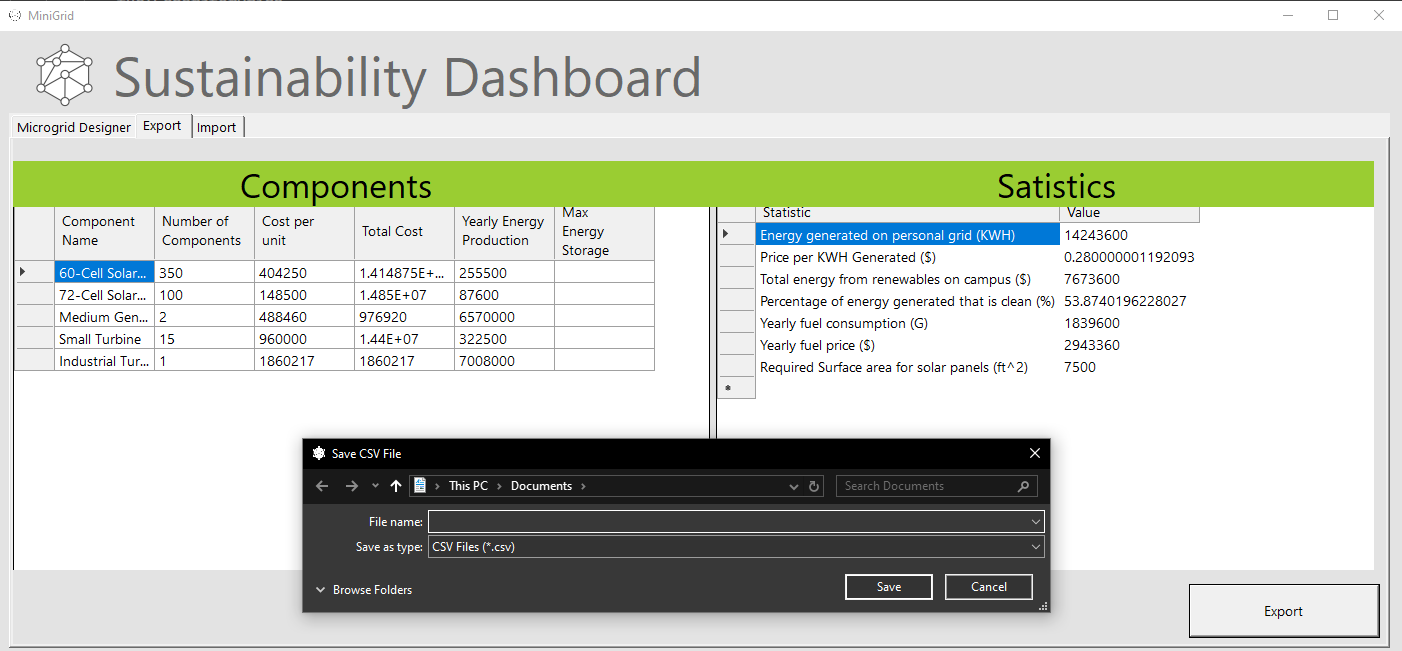 MiniGrid
Sustainability Dashboard
Microgrid Designer Export Import
Components
Component Name Number of Components Cost per unit Total Cost Yearly Energy Production Max Energy Storage
60-Cell Solar... 350 404250 1.414875E+... 255500
72-Cell Solar... 100 148500 1.485E+07 87600
Medium Gen... 2 488460 976920 6570000
Small Turbine 15 960000 1.44E+07 322500
Industrial Tur... 1 1860217 1860217 7008000
Satistics
Statistic Value
Energy generated on personal grid (KWH) 14243600
Price per KWH Generated ($) 0.280000001192093
Total energy from renewables on campus ($) 7673600
Percentage of energy generated that is clean (%) 53.8740196228027
Yearly fuel consumption (G) 1839600
Yearly fuel price ($) 2943360
Required Surface area for solar panels (ft^2) 7500
*
Save CSV File
This PC > Documents >
Search Documents
File name:
Save as type: CSV Files (*.csv)
Browse Folders
Save Cancel
Export